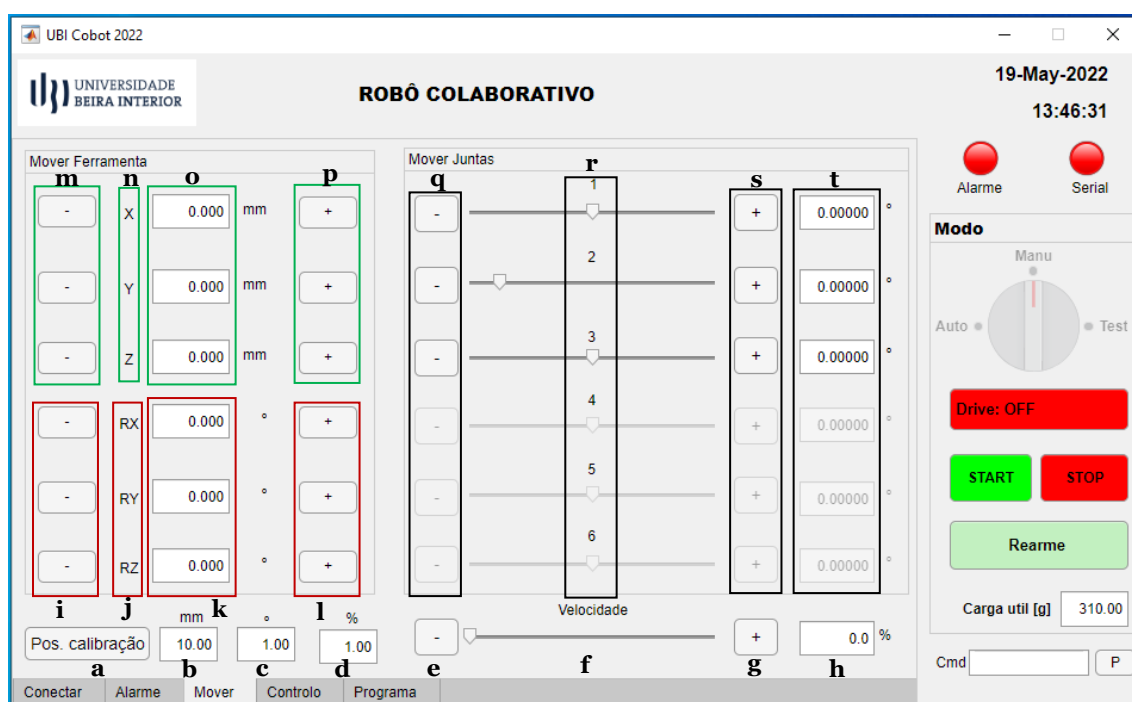 UBI Cobot 2022
UNIVERSIDADE
BEIRA INTERIOR
ROBÔ COLABORATIVO
19-May-2022
13:46:31
Alarme Serial
Mover Ferramenta
m n o p
- X 0.000 mm +
- Y 0.000 mm +
- Z 0.000 mm +
- RX 0.000 ° +
- RY 0.000 ° +
- RZ 0.000 ° +
i j k l
mm ° %
Pos. calibração 10.00 1.00 1.00
a b c d
Mover Juntas
q r s t
1
- + 0.00000 °
2
- + 0.00000 °
3
- + 0.00000 °
4
- + 0.00000 °
5
- + 0.00000 °
6
- + 0.00000 °
Velocidade
- + 0.0 %
e f g h
Modo
Manu
Auto Test
Drive: OFF
START STOP
Rearme
Carga util [g] 310.00
Cmd P
Conectar Alarme Mover Controlo Programa